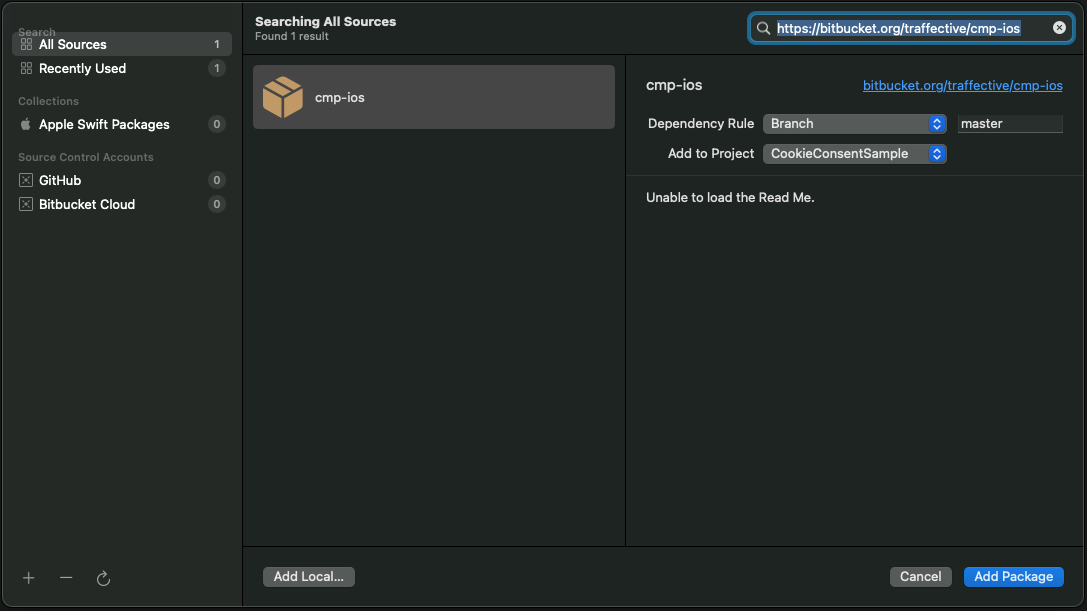 Search
All Sources 1
Recently Used 1
Collections
Apple Swift Packages 0
Source Control Accounts
GitHub 0
Bitbucket Cloud 0
Searching All Sources
Found 1 result
https://bitbucket.org/traffective/cmp-ios
cmp-ios
cmp-ios bitbucket.org/traffective/cmp-ios
Dependency Rule Branch master
Add to Project CookieConsentSample
Unable to load the Read Me.
Add Local... Cancel Add Package